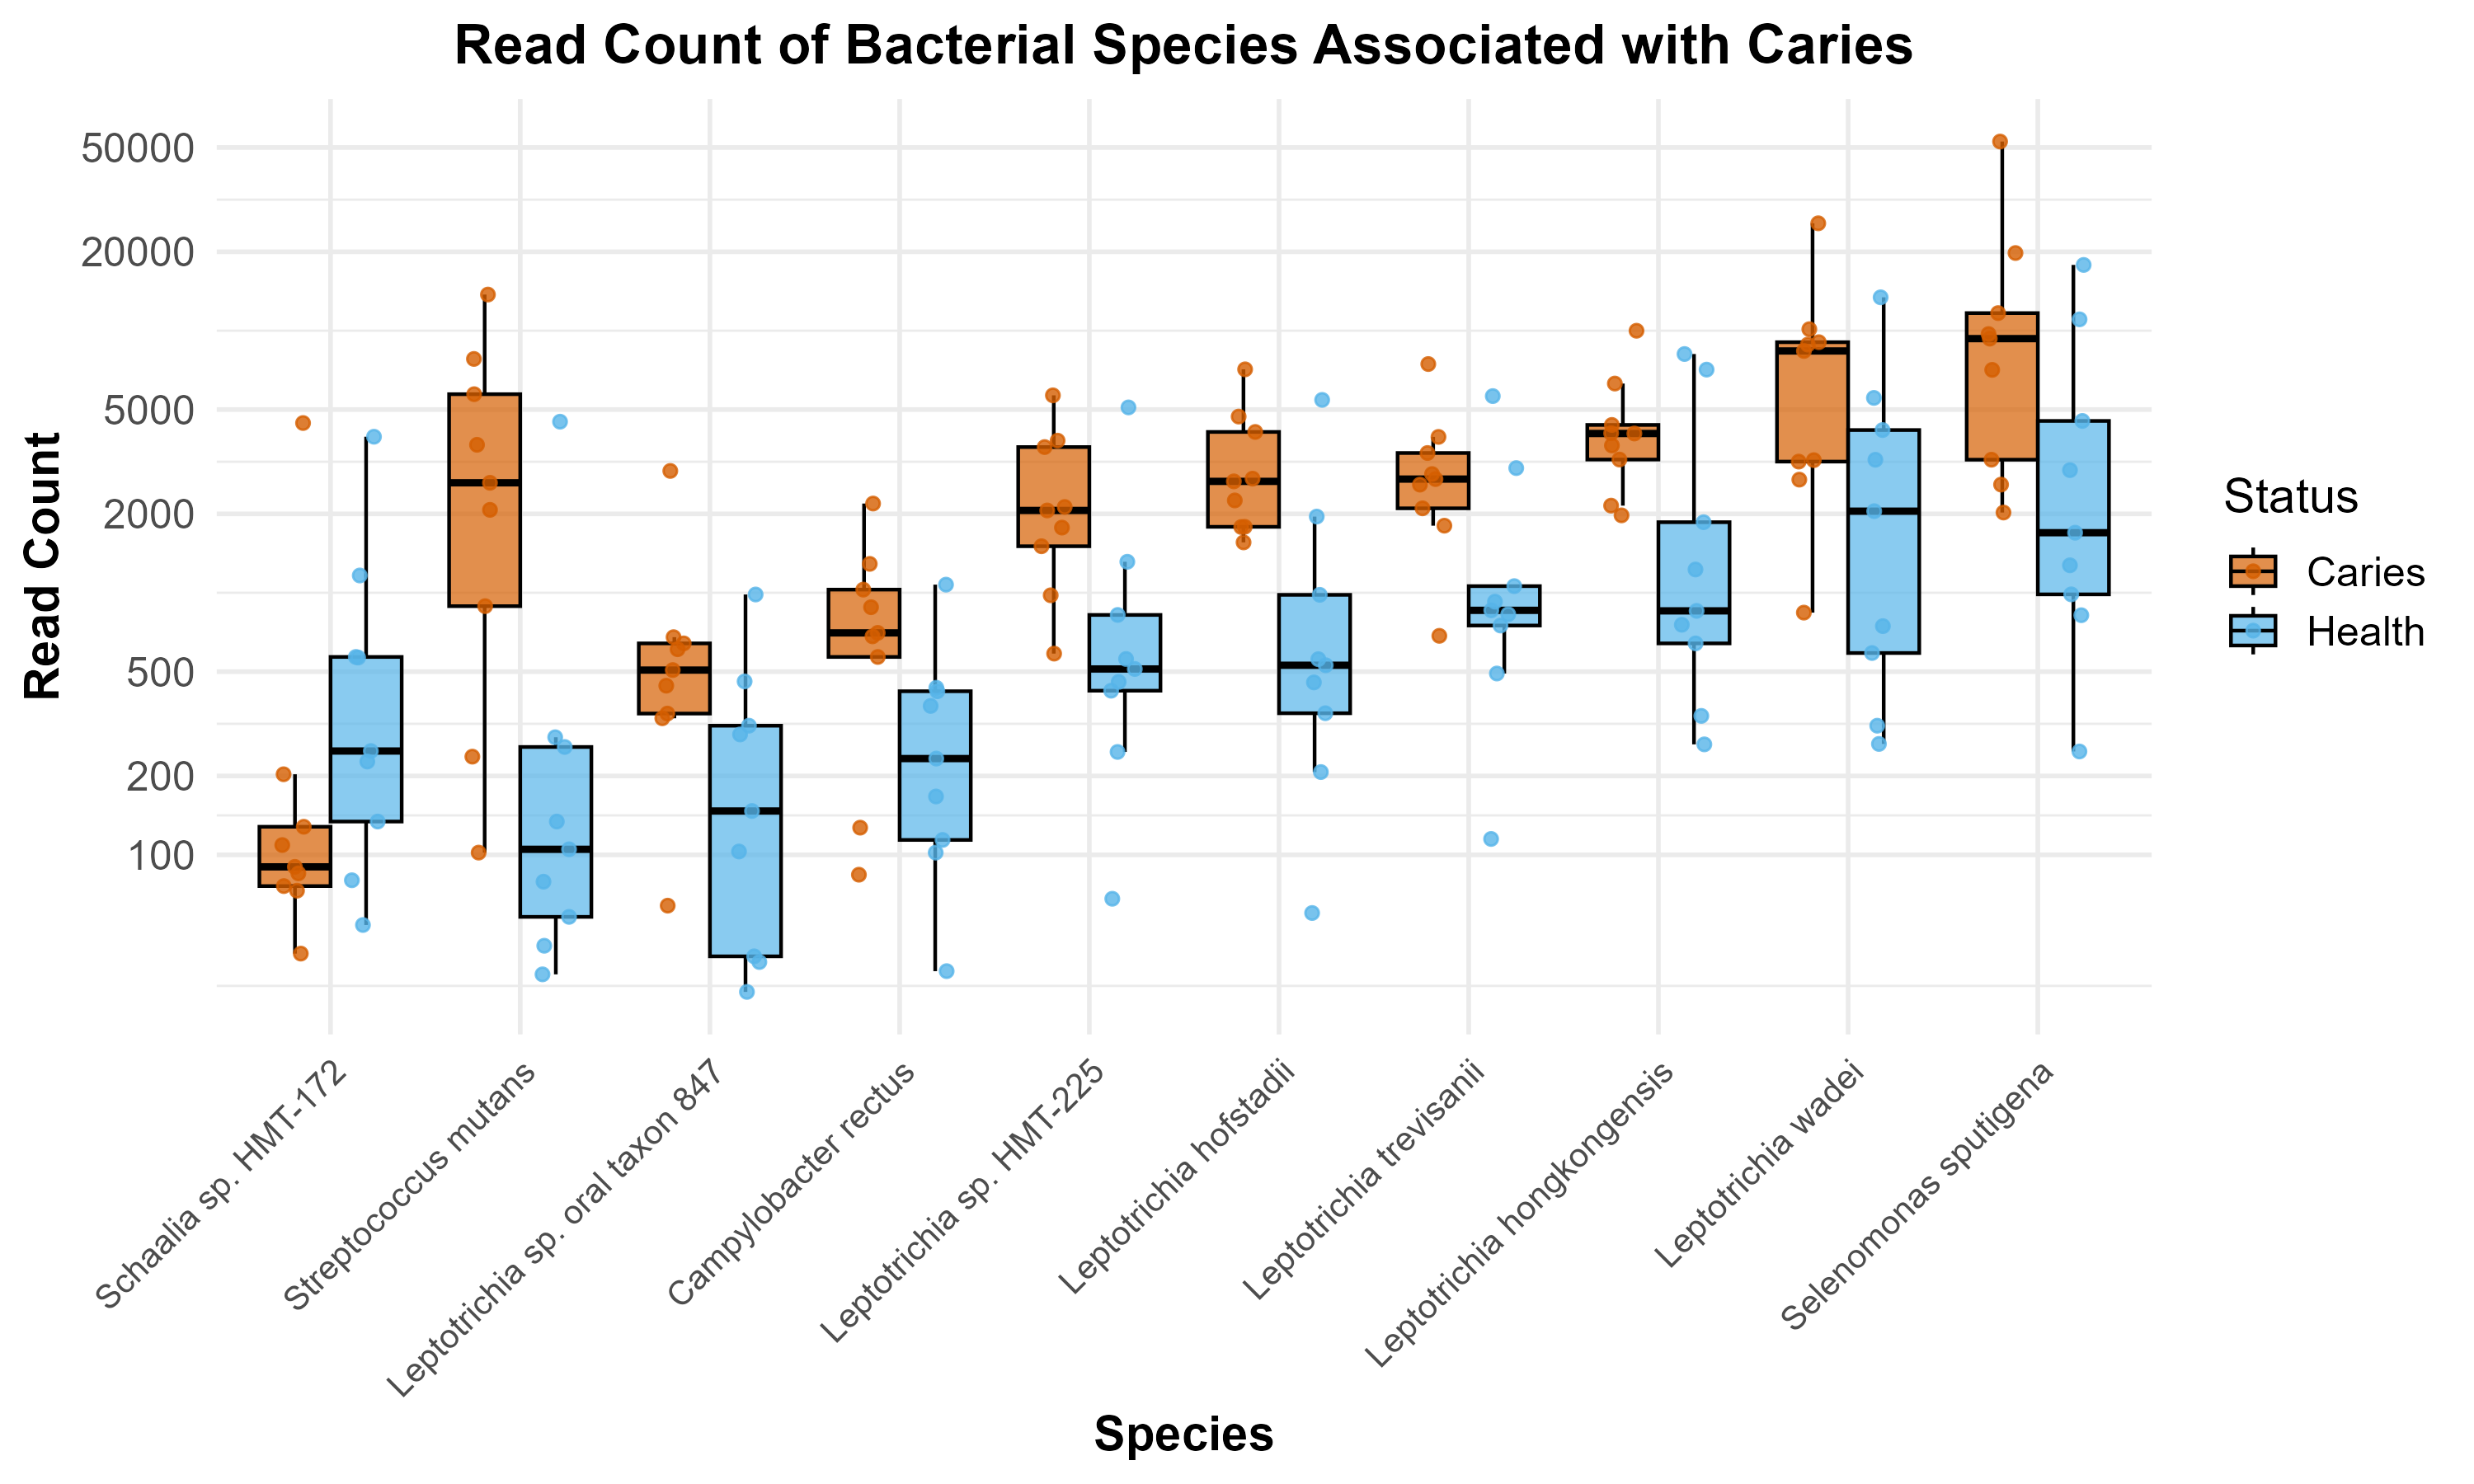 Read Count of Bacterial Species Associated with Caries
Read Count
50000
20000
5000
2000
500
200
100
Schaalia sp. HMT-172
Streptococcus mutans
Leptotrichia sp. oral taxon 847
Campylobacter rectus
Leptotrichia sp. HMT-225
Leptotrichia hofstadii
Leptotrichia trevisanii
Leptotrichia hongkongensis
Leptotrichia wadei
Selenomonas sputigena
Species
Status
Caries
Health